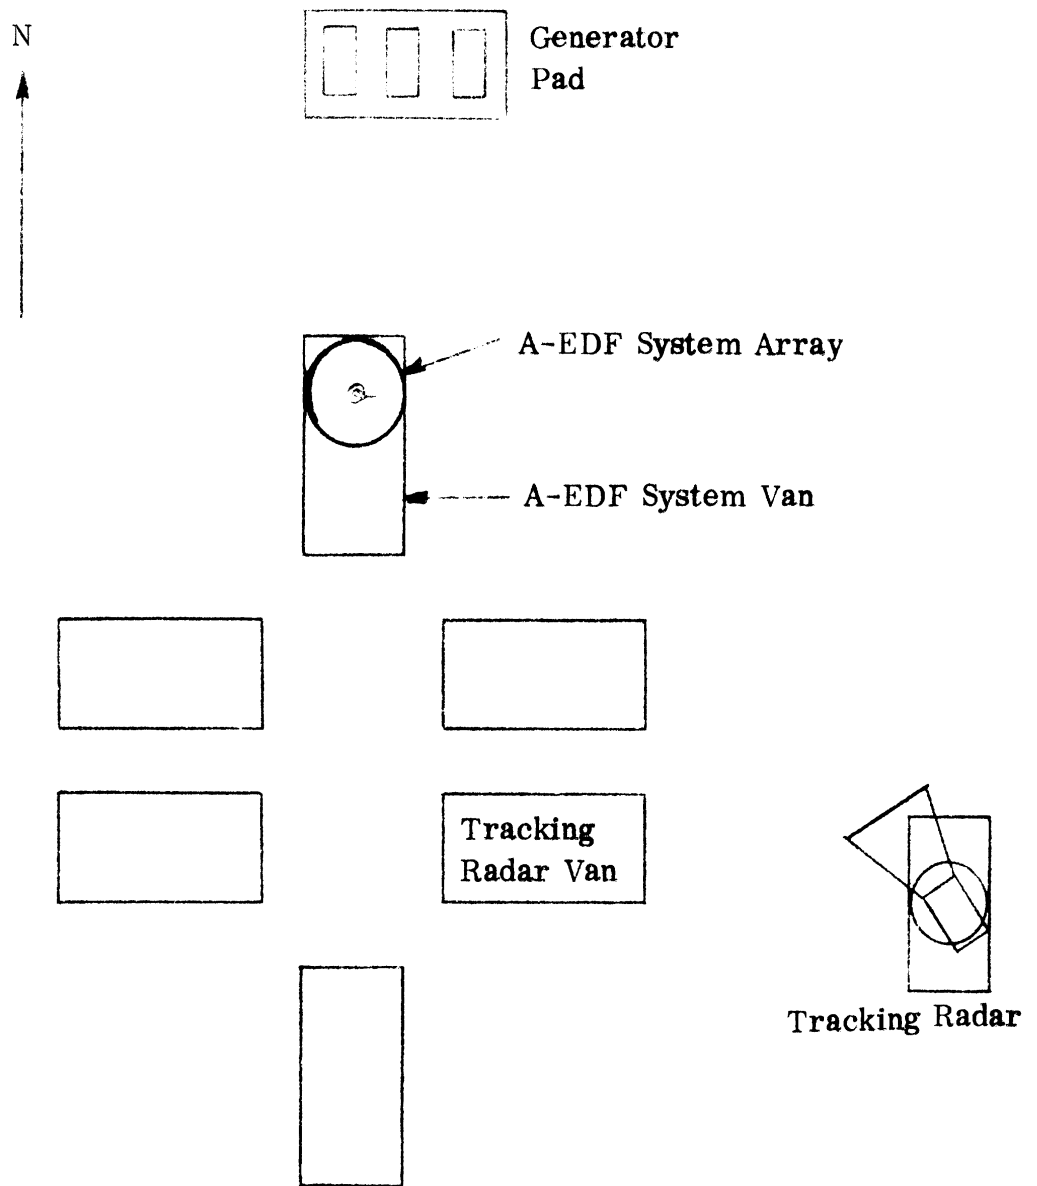 N
Generator
Pad
A-EDF System Array
A-EDF System Van
Tracking
Radar Van
Tracking Radar